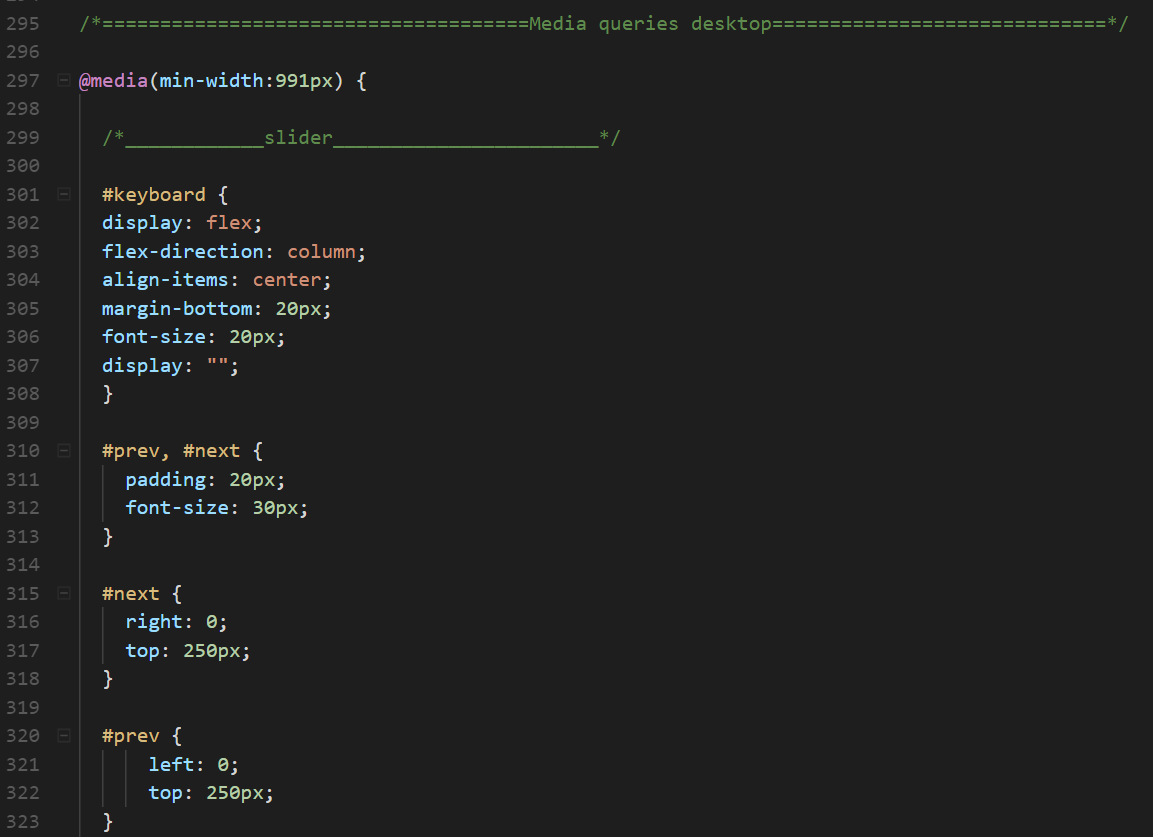 295 /*=====================================Media queries desktop=============================*/
296
297 @media(min-width:991px) {
298
299 /*____________slider_______________________*/
300
301 #keyboard {
302 display: flex;
303 flex-direction: column;
304 align-items: center;
305 margin-bottom: 20px;
306 font-size: 20px;
307 display: "";
308 }
309
310 #prev, #next {
311 padding: 20px;
312 font-size: 30px;
313 }
314
315 #next {
316 right: 0;
317 top: 250px;
318 }
319
320 #prev {
321 left: 0;
322 top: 250px;
323 }